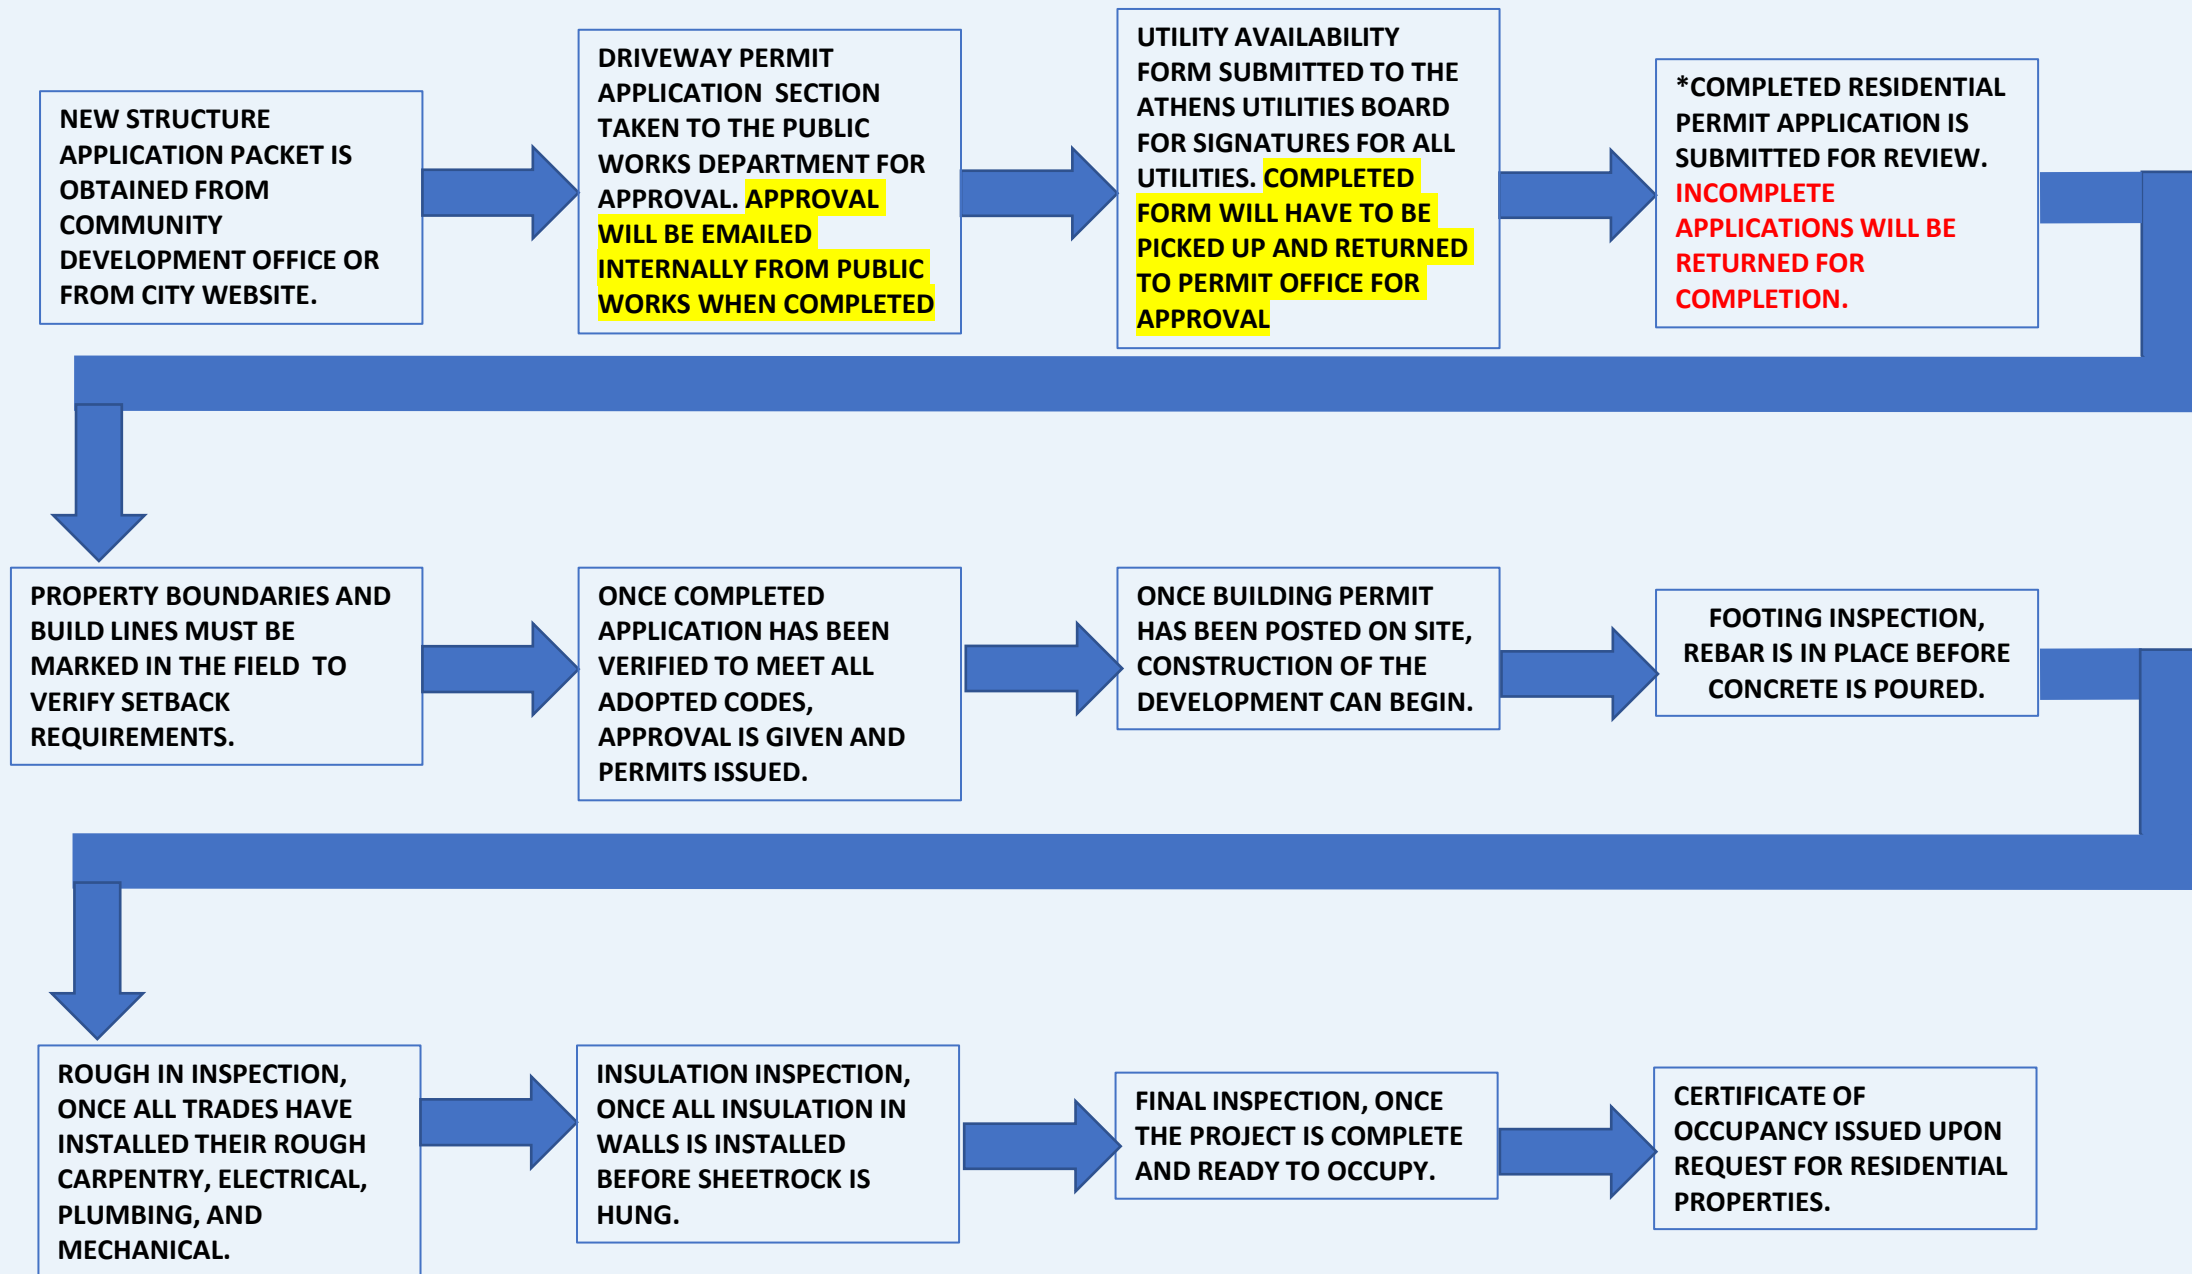 NEW STRUCTURE
APPLICATION PACKET IS
OBTAINED FROM
COMMUNITY
DEVELOPMENT OFFICE OR
FROM CITY WEBSITE.
DRIVEWAY PERMIT
APPLICATION SECTION
TAKEN TO THE PUBLIC
WORKS DEPARTMENT FOR
APPROVAL. APPROVAL
WILL BE EMAILED
INTERNALLY FROM PUBLIC
WORKS WHEN COMPLETED
UTILITY AVAILABILITY
FORM SUBMITTED TO THE
ATHENS UTILITIES BOARD
FOR SIGNATURES FOR ALL
UTILITIES. COMPLETED
FORM WILL HAVE TO BE
PICKED UP AND RETURNED
TO PERMIT OFFICE FOR
APPROVAL
*COMPLETED RESIDENTIAL
PERMIT APPLICATION IS
SUBMITTED FOR REVIEW.
INCOMPLETE
APPLICATIONS WILL BE
RETURNED FOR
COMPLETION.
PROPERTY BOUNDARIES AND
BUILD LINES MUST BE
MARKED IN THE FIELD TO
VERIFY SETBACK
REQUIREMENTS.
ONCE COMPLETED
APPLICATION HAS BEEN
VERIFIED TO MEET ALL
ADOPTED CODES,
APPROVAL IS GIVEN AND
PERMITS ISSUED.
ONCE BUILDING PERMIT
HAS BEEN POSTED ON SITE,
CONSTRUCTION OF THE
DEVELOPMENT CAN BEGIN.
FOOTING INSPECTION,
REBAR IS IN PLACE BEFORE
CONCRETE IS POURED.
ROUGH IN INSPECTION,
ONCE ALL TRADES HAVE
INSTALLED THEIR ROUGH
CARPENTRY, ELECTRICAL,
PLUMBING, AND
MECHANICAL.
INSULATION INSPECTION,
ONCE ALL INSULATION IN
WALLS IS INSTALLED
BEFORE SHEETROCK IS
HUNG.
FINAL INSPECTION, ONCE
THE PROJECT IS COMPLETE
AND READY TO OCCUPY.
CERTIFICATE OF
OCCUPANCY ISSUED UPON
REQUEST FOR RESIDENTIAL
PROPERTIES.